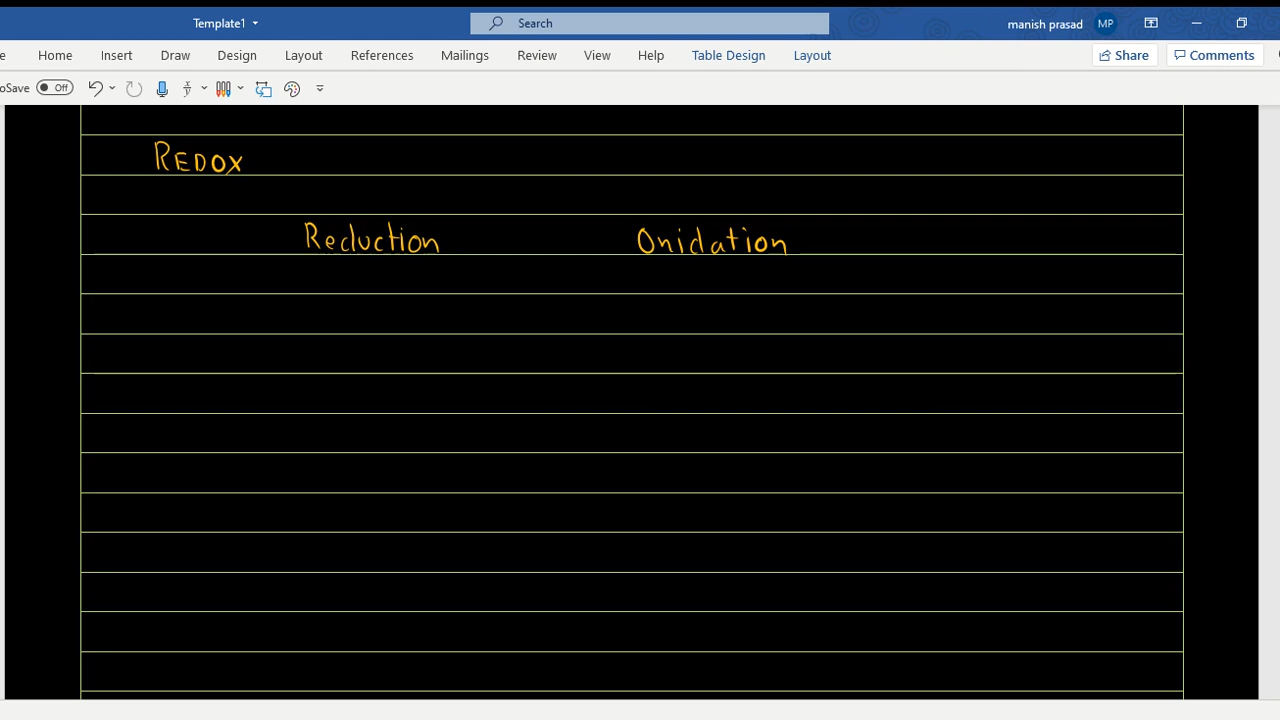 Template1 Search manish prasad MP
e Home Insert Draw Design Layout References Mailings Review View Help Table Design Layout Share Comments
oSave Off
REDOX
Reduction Onidation